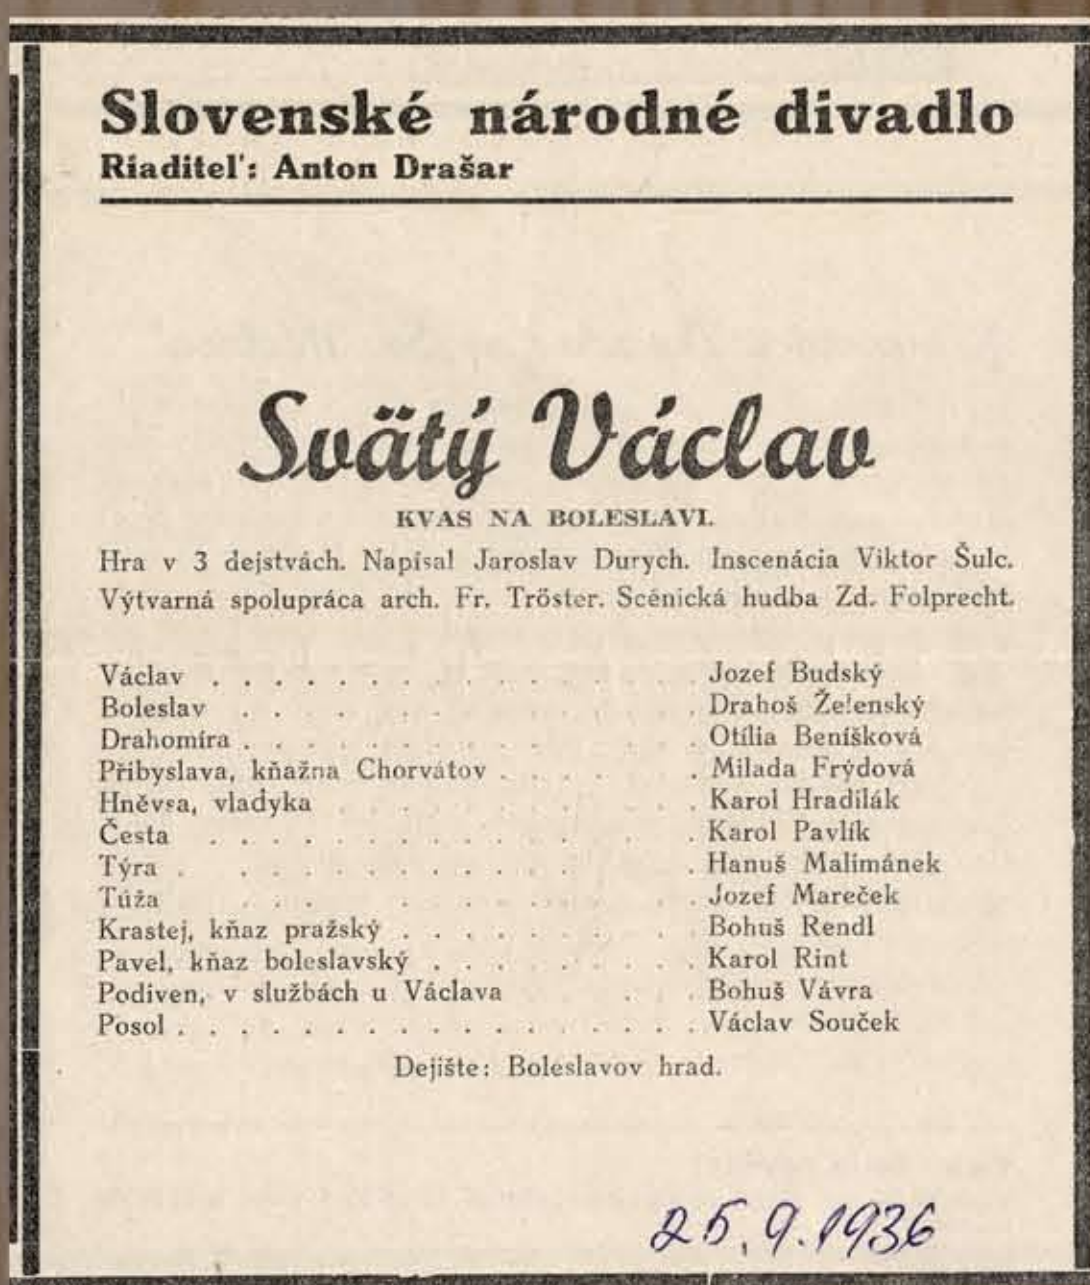 Slovenské národné divadlo
Riaditeľ: Anton Drašar
Svätý Václav
KVAS NA BOLESLAVI.
Hra v 3 dejstvách. Napísal Jaroslav Durych. Inscenácia Viktor Šulc.
Výtvarná spolupráca arch. Fr. Tröster. Scénická hudba Zd. Folprecht.
Václav . . . . . . . . . . . . . . . . Jozef Budský
Boleslav . . . . . . . . . . . . . . . Drahoš Želenský
Drahomíra . . . . . . . . . . . . . . Otília Beníšková
Přibyslava, kňažna Chorvátov . . . . . . . Milada Frýdová
Hněvsa, vladyka . . . . . . . . . . . . Karol Hradilák
Česta . . . . . . . . . . . . . . . . Karol Pavlík
Týra . . . . . . . . . . . . . . . . Hanuš Malimánek
Túža . . . . . . . . . . . . . . . . Jozef Mareček
Krastej, kňaz pražský . . . . . . . . . . Bohuš Rendl
Pavel, kňaz boleslavský . . . . . . . . . Karol Rint
Podiven, v službách u Václava . . . Bohuš Vávra
Posol . . . . . . . . . . . . . . . . . Václav Souček
Dejište: Boleslavov hrad.
25.9.1936